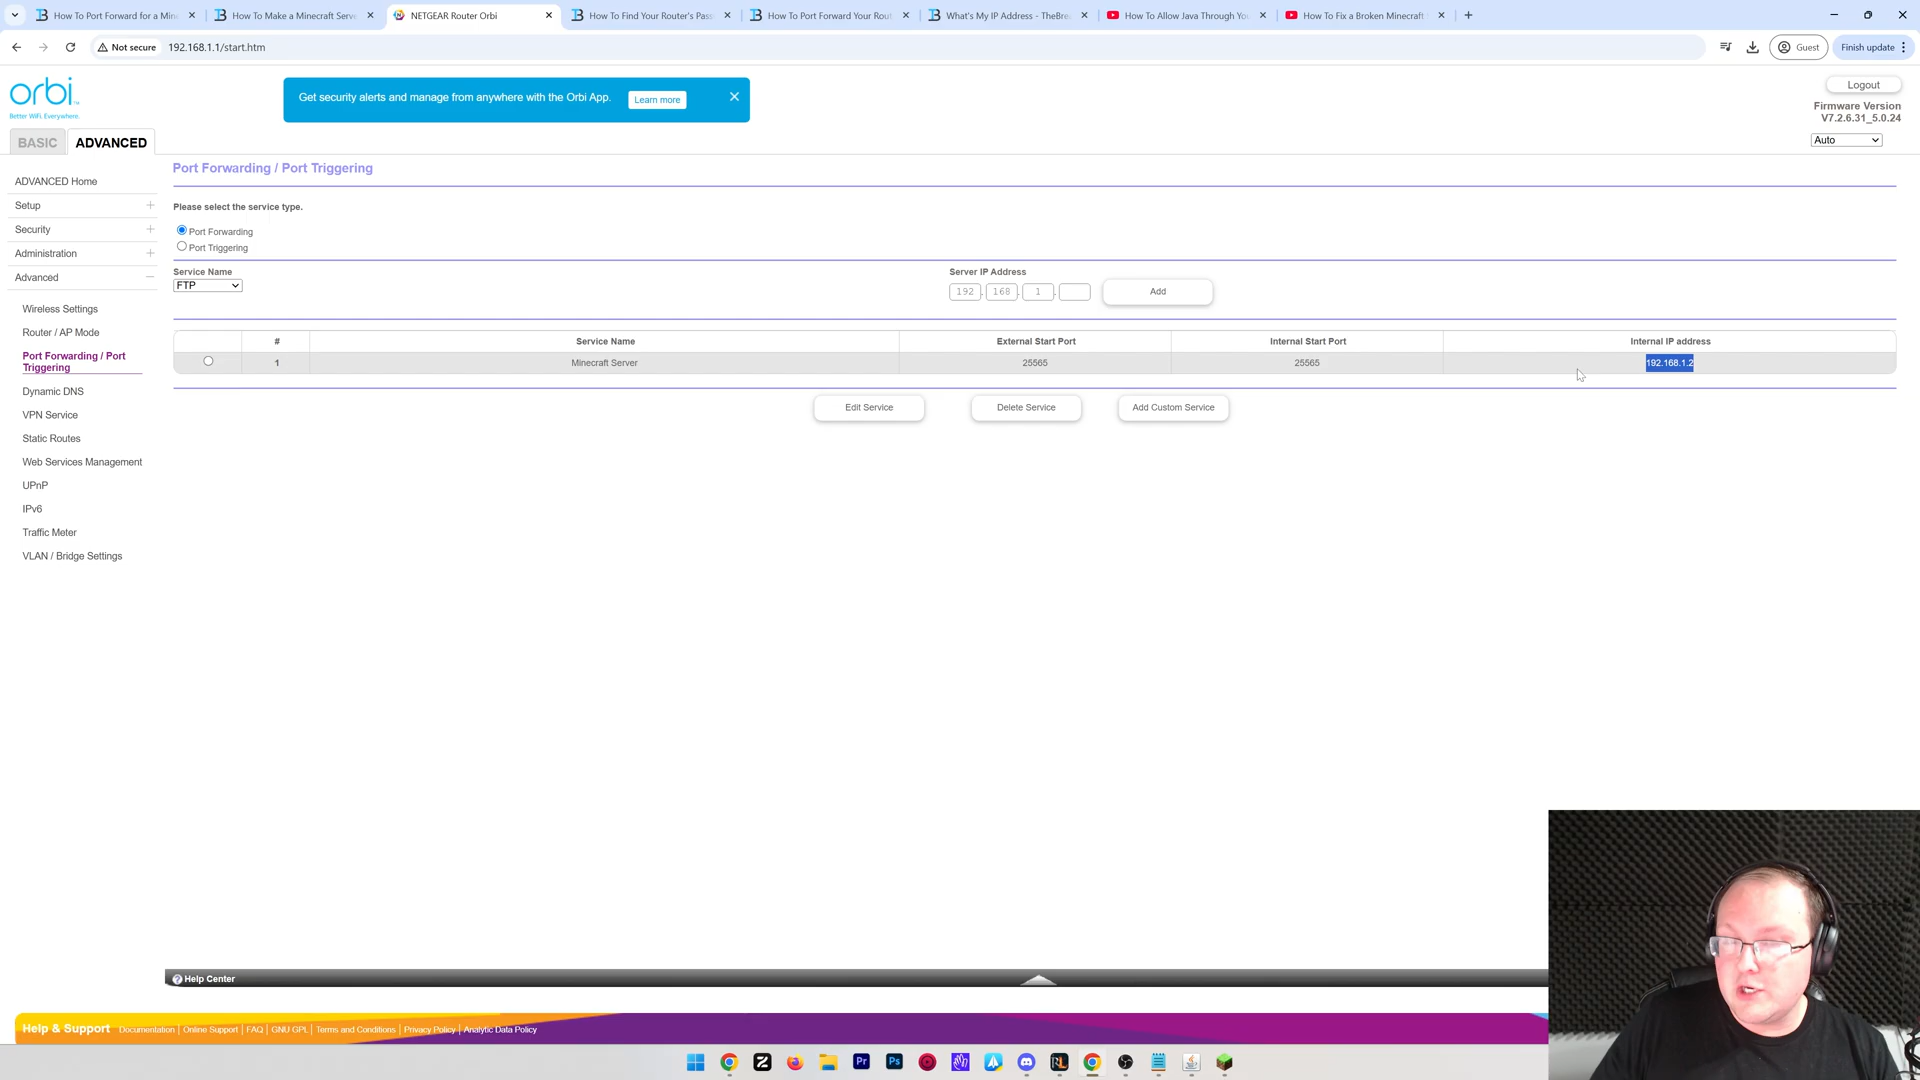 How To Port Forward for a Min
How To Make a Minecraft Serve
NETGEAR Router Orbi
How To Find Your Router's Pass
How To Port Forward Your Rout
What's My IP Address - TheBre
How To Allow Java Through Yo
How To Fix a Broken Minecraft
Not secure
192.168.1.1/start.htm
Guest
Finish update
orbi
Better WiFi. Everywhere.
Get security alerts and manage from anywhere with the Orbi App.
Learn more
Logout
Firmware Version
V7.2.6.31_5.0.24
BASIC
ADVANCED
Auto
Port Forwarding / Port Triggering
ADVANCED Home
Setup
Security
Administration
Advanced
Wireless Settings
Router / AP Mode
Port Forwarding / Port
Triggering
Dynamic DNS
VPN Service
Static Routes
Web Services Management
UPnP
IPv6
Traffic Meter
VLAN / Bridge Settings
Please select the service type.
Port Forwarding
Port Triggering
Service Name
FTP
Server IP Address
192 . 168 . 1 .
Add
# Service Name External Start Port Internal Start Port Internal IP address
1 Minecraft Server 25565 25565 192.168.1.2
Edit Service
Delete Service
Add Custom Service
Help Center
Help & Support Documentation | Online Support | FAQ | GNU GPL | Terms and Conditions | Privacy Policy | Analytic Data Policy
Pr
Ps